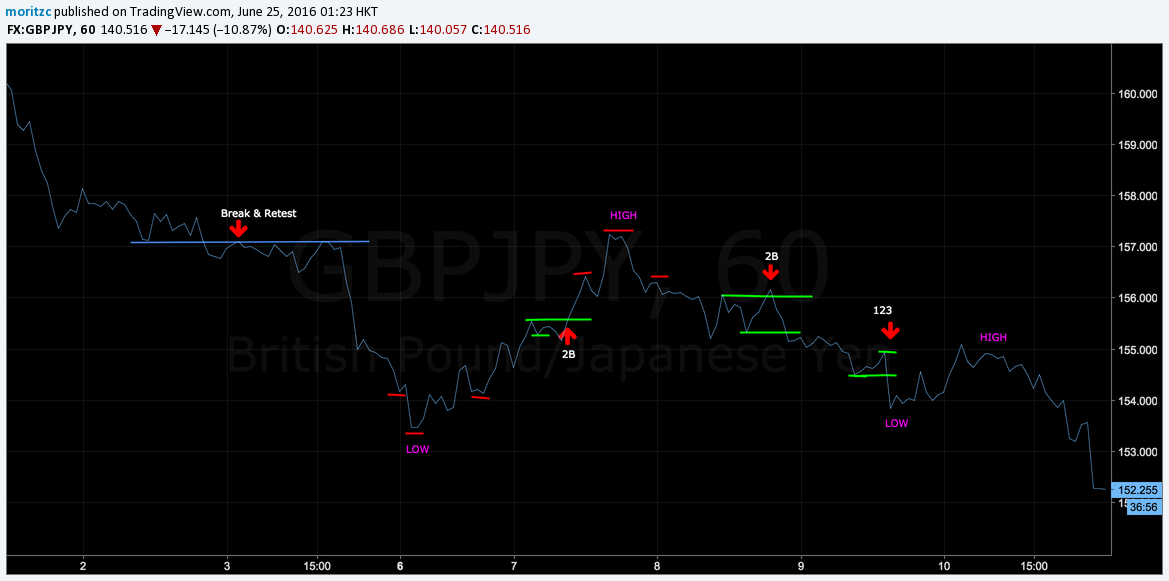 moritzc published on TradingView.com, June 25, 2016 01:23 HKT
FX:GBPJPY, 60 140.516 ▼ −17.145 (−10.87%) O:140.625 H:140.686 L:140.057 C:140.516
160.000
159.000
158.000
Break & Retest
HIGH
157.000
GBPJPY, 60
2B
156.000
123
HIGH
155.000
British Pound/Japanese Yen
2B
154.000
LOW
LOW
153.000
152.255
36:56
2 3 15:00 6 7 8 9 10 15:00